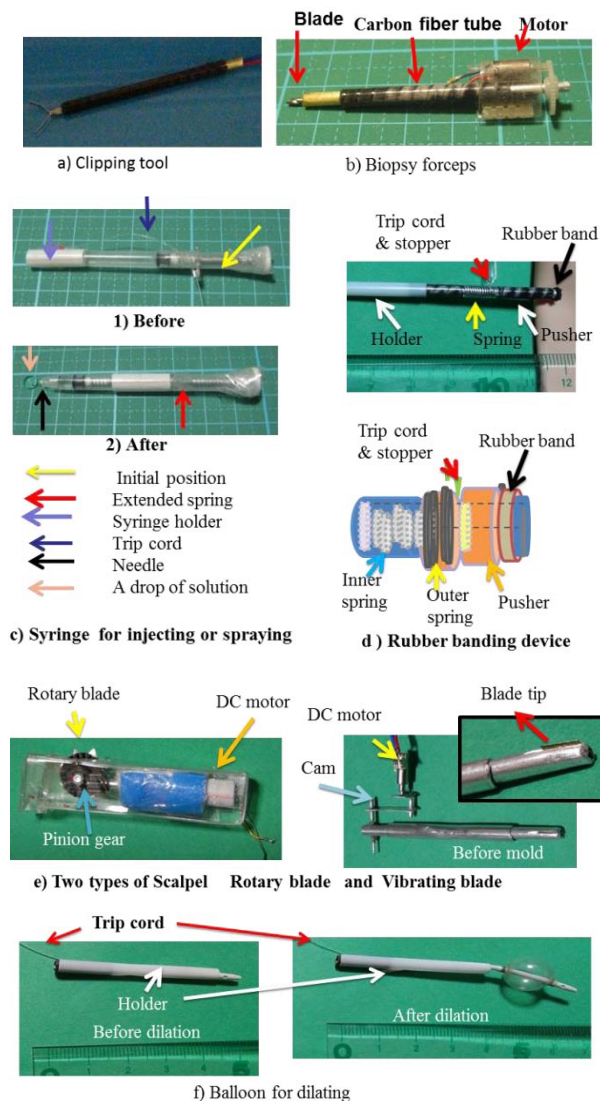 Blade
Carbon fiber tube
Motor
a) Clipping tool
b) Biopsy forceps
1) Before
2) After
Initial position
Extended spring
Syringe holder
Trip cord
Needle
A drop of solution
c) Syringe for injecting or spraying
Trip cord
& stopper
Rubber band
Holder
Spring
Pusher
12
Trip cord
& stopper
Rubber band
Inner
spring
Outer
spring
Pusher
d ) Rubber banding device
Rotary blade
DC motor
Pinion gear
DC motor
Cam
Blade tip
Before mold
e) Two types of Scalpel Rotary blade and Vibrating blade
Trip cord
Holder
Before dilation
After dilation
f) Balloon for dilating